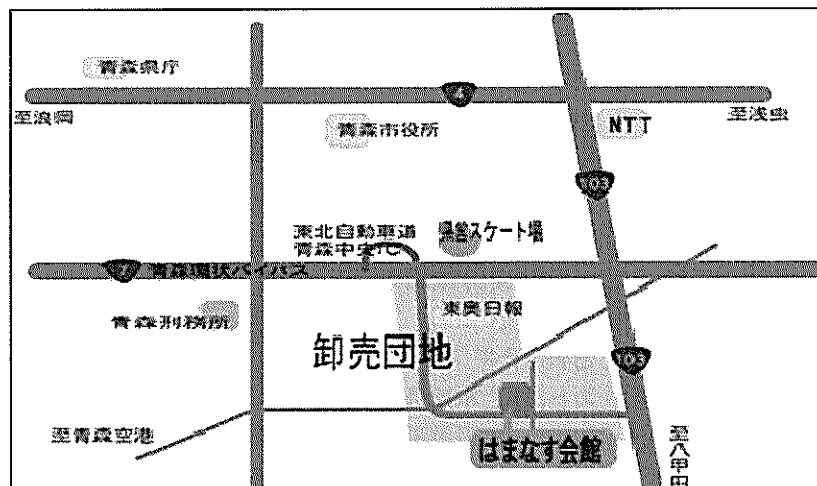 青森県庁
4
至浪岡
青森市役所
NTT
至浅虫
103
東北自動車道
青森中央IC
県営スケート場
7
青森環状バイパス
青森刑務所
東奥日報
卸売団地
103
至青森空港
はまなす会館
至八甲田